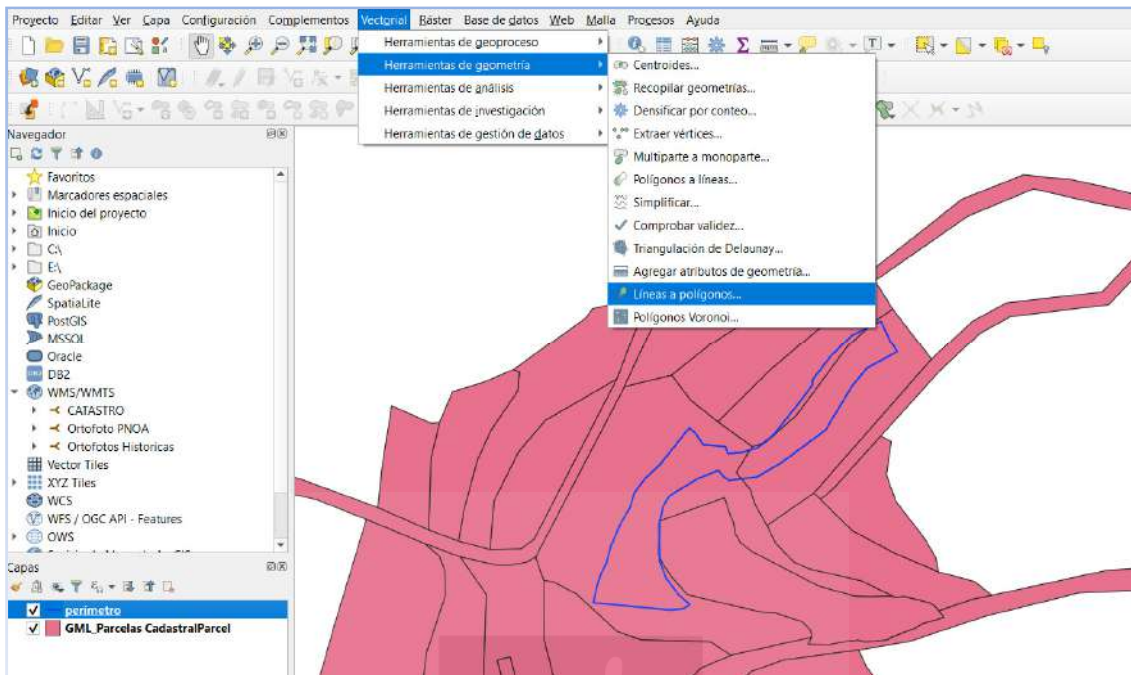 Proyecto Editar Ver Capa Configuración Complementos Vectorial Ráster Base de datos Web Malla Procesos Ayuda
Herramientas de geoproceso
Herramientas de geometría
Herramientas de análisis
Herramientas de investigación
Herramientas de gestión de datos
Centroides...
Recopilar geometrías...
Densificar por conteo...
Extraer vértices...
Multiparte a monoparte...
Polígonos a líneas...
Simplificar...
Comprobar validez...
Triangulación de Delaunay...
Agregar atributos de geometría...
Líneas a polígonos...
Polígonos Voronoi...
Navegador
Favoritos
Marcadores espaciales
Inicio del proyecto
Inicio
C:\
E:\
GeoPackage
SpatiaLite
PostGIS
MSSQL
Oracle
DB2
WMS/WMTS
CATASTRO
Ortofoto PNOA
Ortofotos Historicas
Vector Tiles
XYZ Tiles
WCS
WFS / OGC API - Features
OWS
Capas
perimetro
GML_Parcelas CadastralParcel